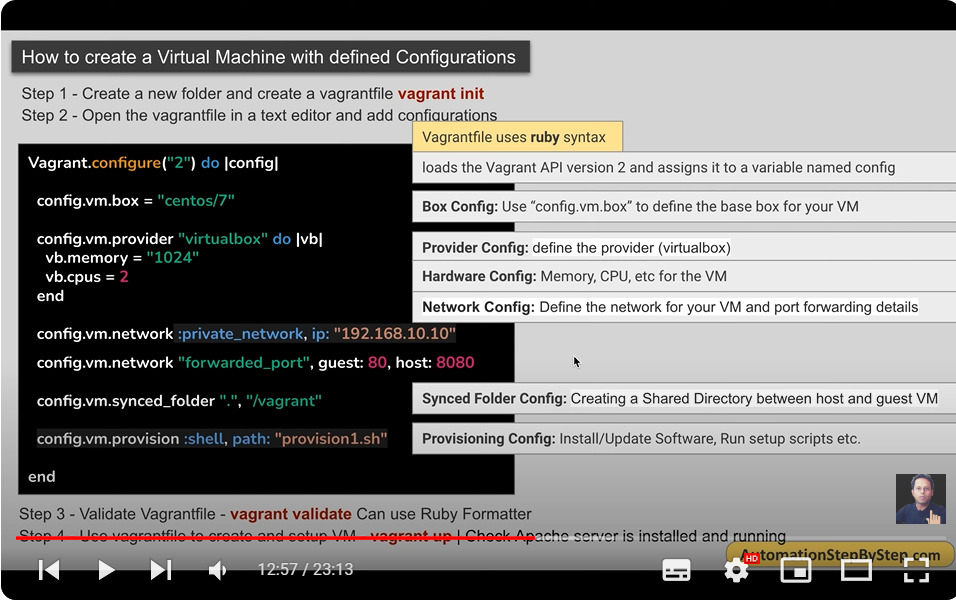 How to create a Virtual Machine with defined Configurations
Step 1 - Create a new folder and create a vagrantfile vagrant init
Step 2 - Open the vagrantfile in a text editor and add configurations
Vagrantfile uses ruby syntax
Vagrant.configure("2") do |config|
loads the Vagrant API version 2 and assigns it to a variable named config
config.vm.box = "centos/7"
Box Config: Use “config.vm.box” to define the base box for your VM
config.vm.provider "virtualbox" do |vb|
Provider Config: define the provider (virtualbox)
vb.memory = "1024"
Hardware Config: Memory, CPU, etc for the VM
vb.cpus = 2
end
Network Config: Define the network for your VM and port forwarding details
config.vm.network :private_network, ip: "192.168.10.10"
config.vm.network "forwarded_port", guest: 80, host: 8080
config.vm.synced_folder ".", "/vagrant"
Synced Folder Config: Creating a Shared Directory between host and guest VM
config.vm.provision :shell, path: "provision1.sh"
Provisioning Config: Install/Update Software, Run setup scripts etc.
end
Step 3 - Validate Vagrantfile - vagrant validate Can use Ruby Formatter
Step 4 - Use vagrantfile to create and setup VM - vagrant up | Check Apache server is installed and running
AutomationStepByStep.com
12:57 / 23:13
HD